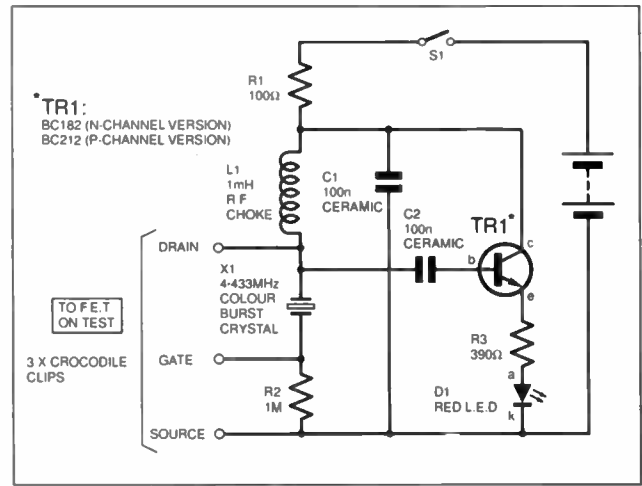 S1
R1
100Ω
*TR1:
BC182 (N-CHANNEL VERSION)
BC212 (P-CHANNEL VERSION)
L1
1mH
R F
CHOKE
C1
100n
CERAMIC
C2
100n
CERAMIC
TR1*
c
b
e
DRAIN
X1
4·433MHz
COLOUR
BURST
CRYSTAL
TO F.E.T
ON TEST
3 X CROCODILE
CLIPS
GATE
R2
1M
SOURCE
R3
390Ω
a
D1
RED L.E.D
k